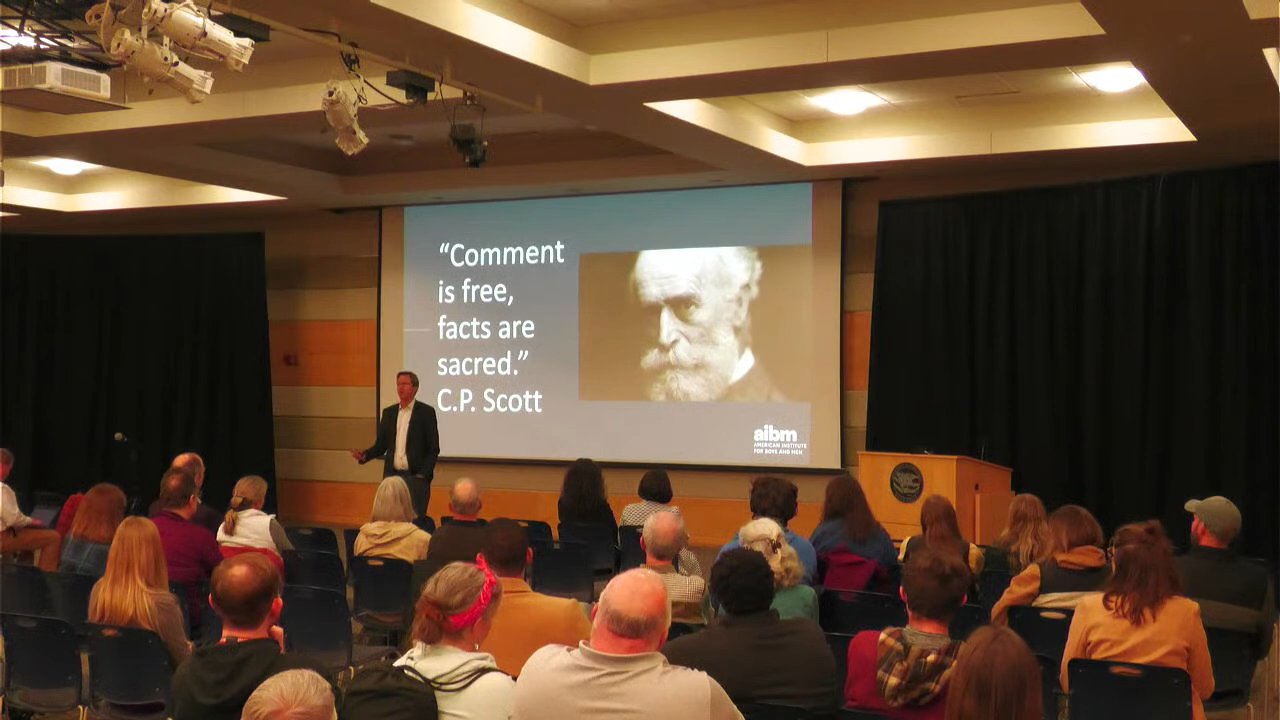 “Comment
is free,
facts are
sacred.”
C.P. Scott
aibm
AMERICAN INSTITUTE
FOR BOYS AND MEN